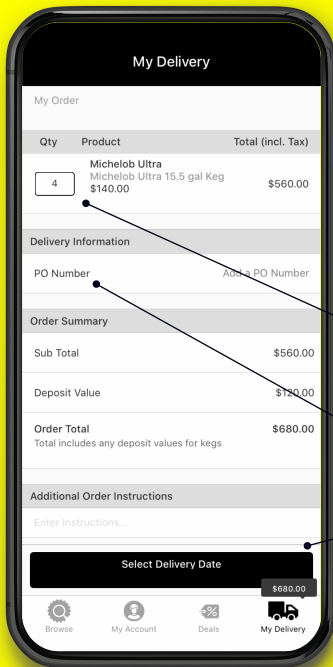 My Delivery
My Order
Qty Product Total (incl. Tax)
Michelob Ultra
Michelob Ultra 15.5 gal Keg
4 $140.00 $560.00
Delivery Information
PO Number Add a PO Number
Order Summary
Sub Total $560.00
Deposit Value $120.00
Order Total $680.00
Total includes any deposit values for kegs
Additional Order Instructions
Enter Instructions...
Select Delivery Date
$680.00
Browse My Account Deals My Delivery